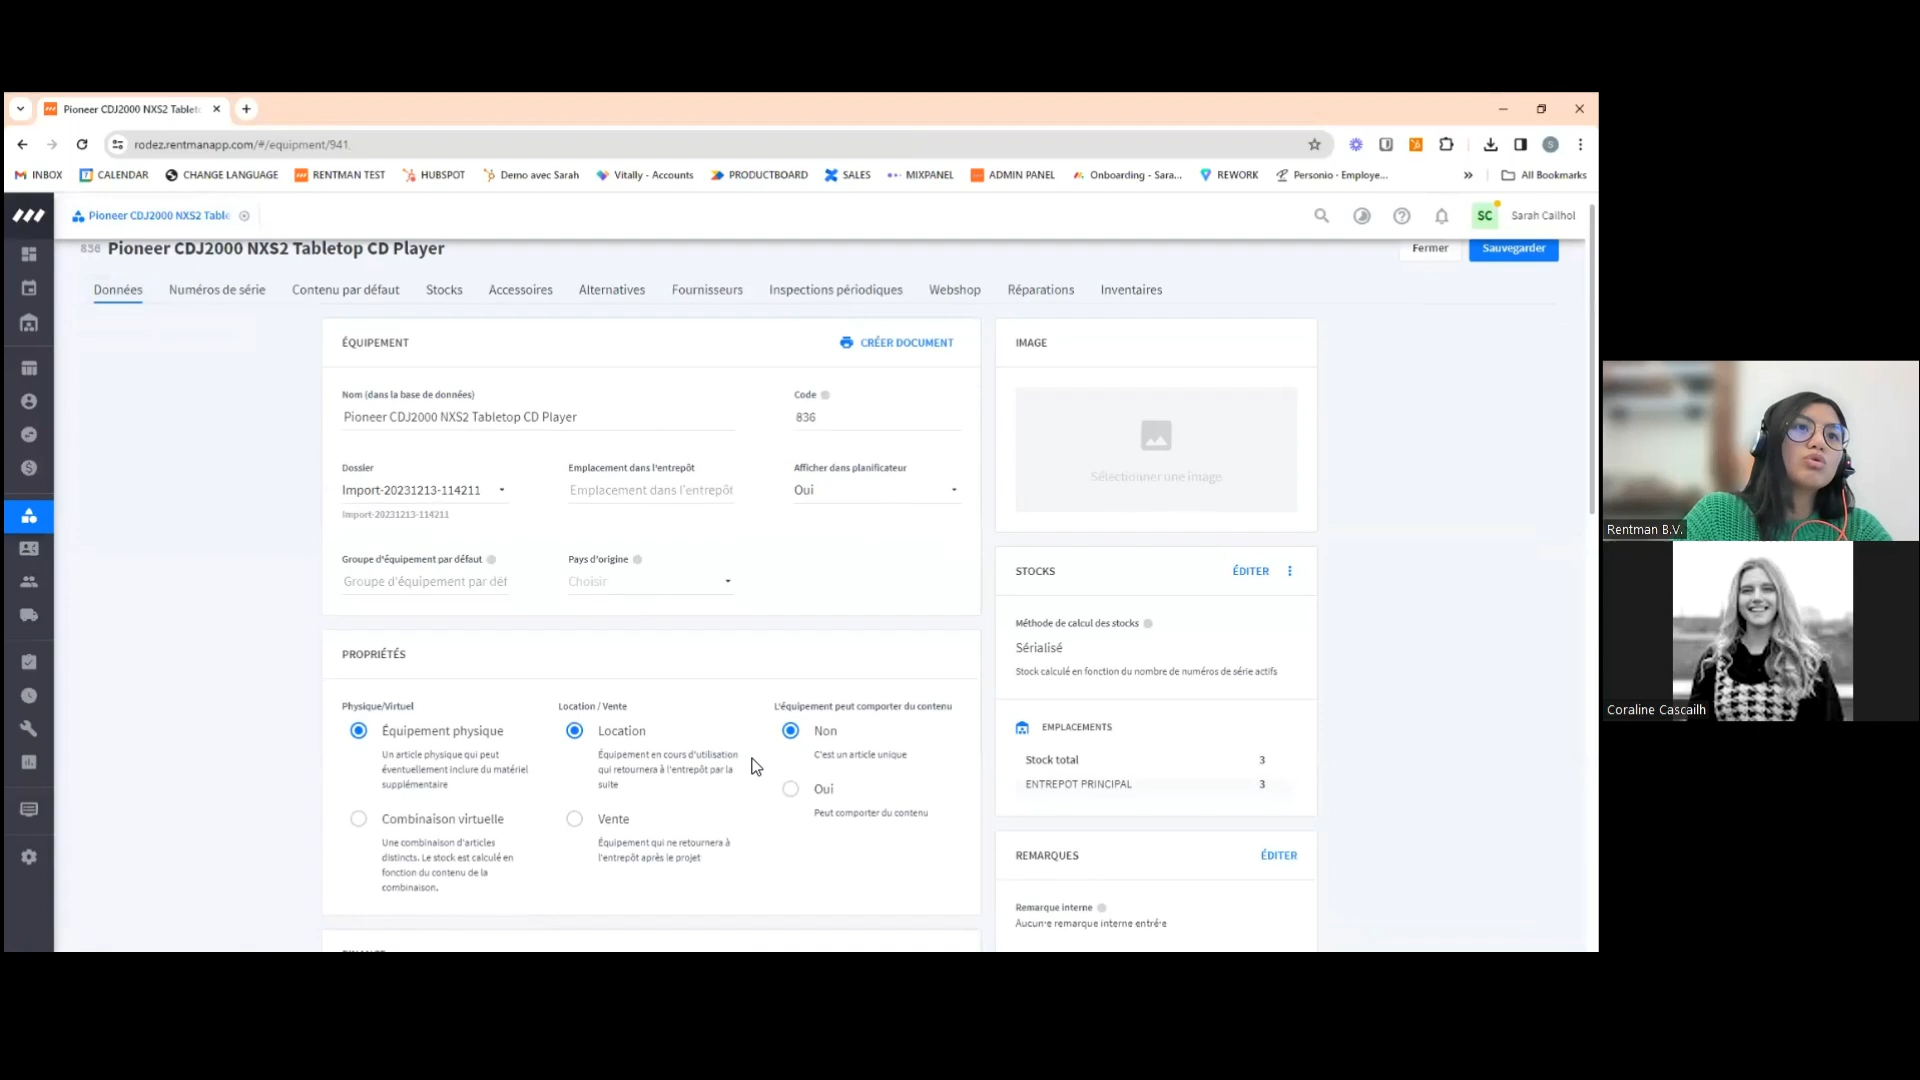 Pioneer CDJ2000 NXS2 Tablet
rodez.rentmanapp.com/#/equipment/941
INBOX
CALENDAR
CHANGE LANGUAGE
RENTMAN TEST
HUBSPOT
Demo avec Sarah
Vitally - Accounts
PRODUCTBOARD
SALES
MIXPANEL
ADMIN PANEL
Onboarding - Sara...
REWORK
Personio - Employe...
»
All Bookmarks
Pioneer CDJ2000 NXS2 Table
SC
Sarah Cailhol
836 Pioneer CDJ2000 NXS2 Tabletop CD Player
Fermer
Sauvegarder
Données
Numéros de série
Contenu par défaut
Stocks
Accessoires
Alternatives
Fournisseurs
Inspections périodiques
Webshop
Réparations
Inventaires
ÉQUIPEMENT
CRÉER DOCUMENT
Nom (dans la base de données)
Pioneer CDJ2000 NXS2 Tabletop CD Player
Code
836
Dossier
Import-20231213-114211
Import-20231213-114211
Emplacement dans l'entrepôt
Emplacement dans l'entrepôt
Afficher dans planificateur
Oui
Groupe d'équipement par défaut
Groupe d'équipement par déf
Pays d'origine
Choisir
PROPRIÉTÉS
Physique/Virtuel
Équipement physique
Un article physique qui peut
éventuellement inclure du matériel
supplémentaire
Combinaison virtuelle
Une combinaison d'articles
distincts. Le stock est calculé en
fonction du contenu de la
combinaison.
Location / Vente
Location
Équipement en cours d'utilisation
qui retournera à l'entrepôt par la
suite
Vente
Équipement qui ne retournera à
l'entrepôt après le projet
L'équipement peut comporter du contenu
Non
C'est un article unique
Oui
Peut comporter du contenu
IMAGE
Sélectionner une image
STOCKS
ÉDITER
Méthode de calcul des stocks
Sérialisé
Stock calculé en fonction du nombre de numéros de série actifs
EMPLACEMENTS
Stock total 3
ENTREPOT PRINCIPAL 3
REMARQUES
ÉDITER
Remarque interne
Aucun·e remarque interne entré·e
Rentman B.V.
Coraline Cascailh